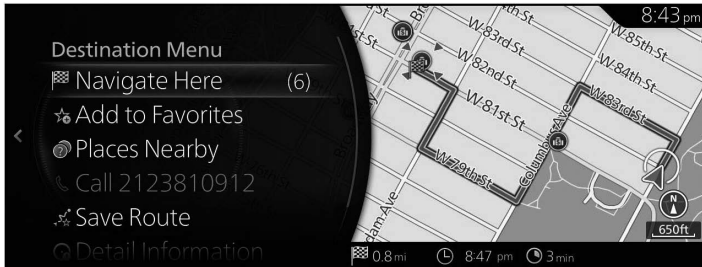 8:43 pm
Destination Menu
Navigate Here (6)
Add to Favorites
Places Nearby
Call 2123810912
Save Route
Detail Information
W 83rd St
W 82nd St
W 81st St
W 79th St
W 85th St
W 84th St
W 83rd St
Columbus Ave
dam Ave
N
650ft
0.8 mi
8:47 pm
3 min